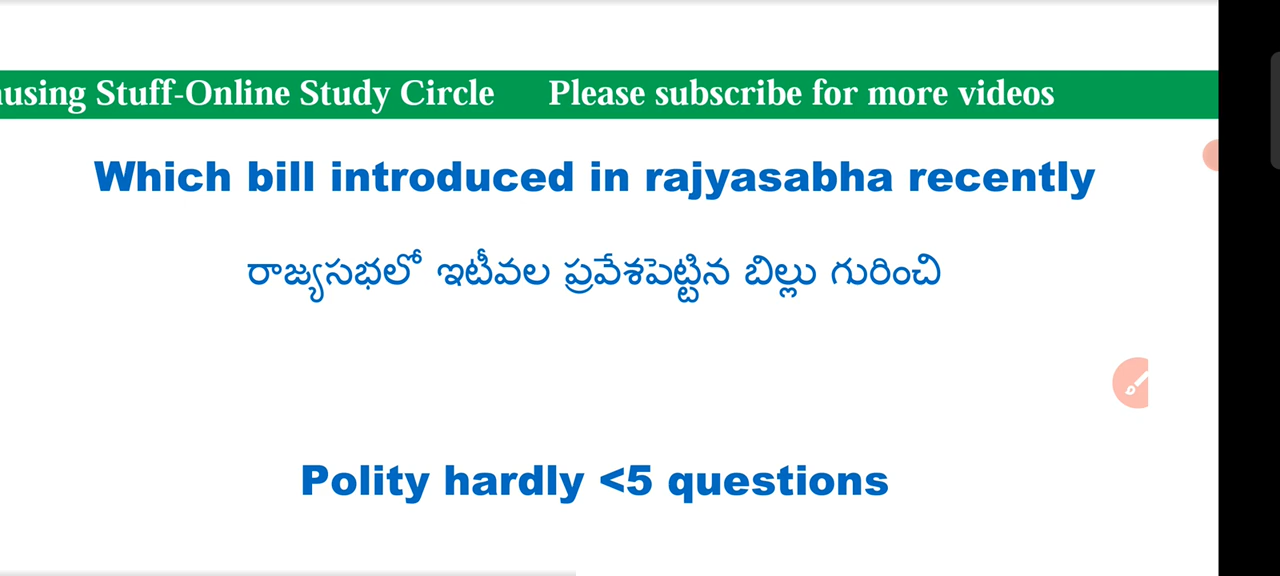 Stuff-Online Study Circle Please subscribe for more videos
Which bill introduced in rajyasabha recently
రాజ్యసభలో ఇటీవల ప్రవేశపెట్టిన బిల్లు గురించి
Polity hardly <5 questions